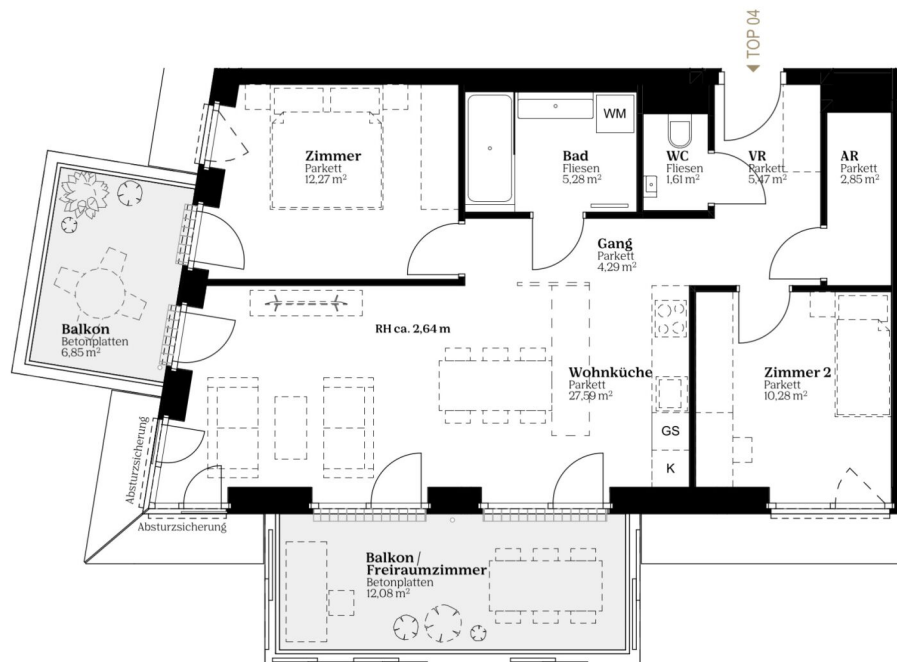 TOP 04
Zimmer
Parkett
12,27 m²
Bad
Fliesen
5,28 m²
WM
WC
Fliesen
1,61 m²
VR
Parkett
5,47 m²
AR
Parkett
2,85 m²
Gang
Parkett
4,29 m²
Balkon
Betonplatten
6,85 m²
RH ca. 2,64 m
Wohnküche
Parkett
27,59 m²
Zimmer 2
Parkett
10,28 m²
GS
K
Absturzsicherung
Absturzsicherung
Balkon /
Freiraumzimmer
Betonplatten
12,08 m²